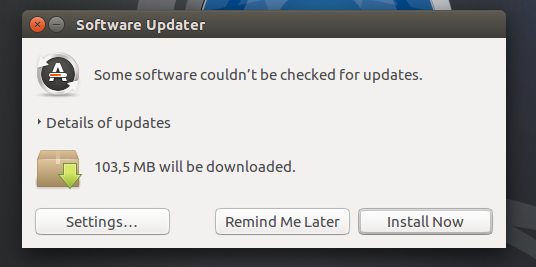 Software Updater
Some software couldn’t be checked for updates.
Details of updates
103,5 MB will be downloaded.
Settings…
Remind Me Later
Install Now